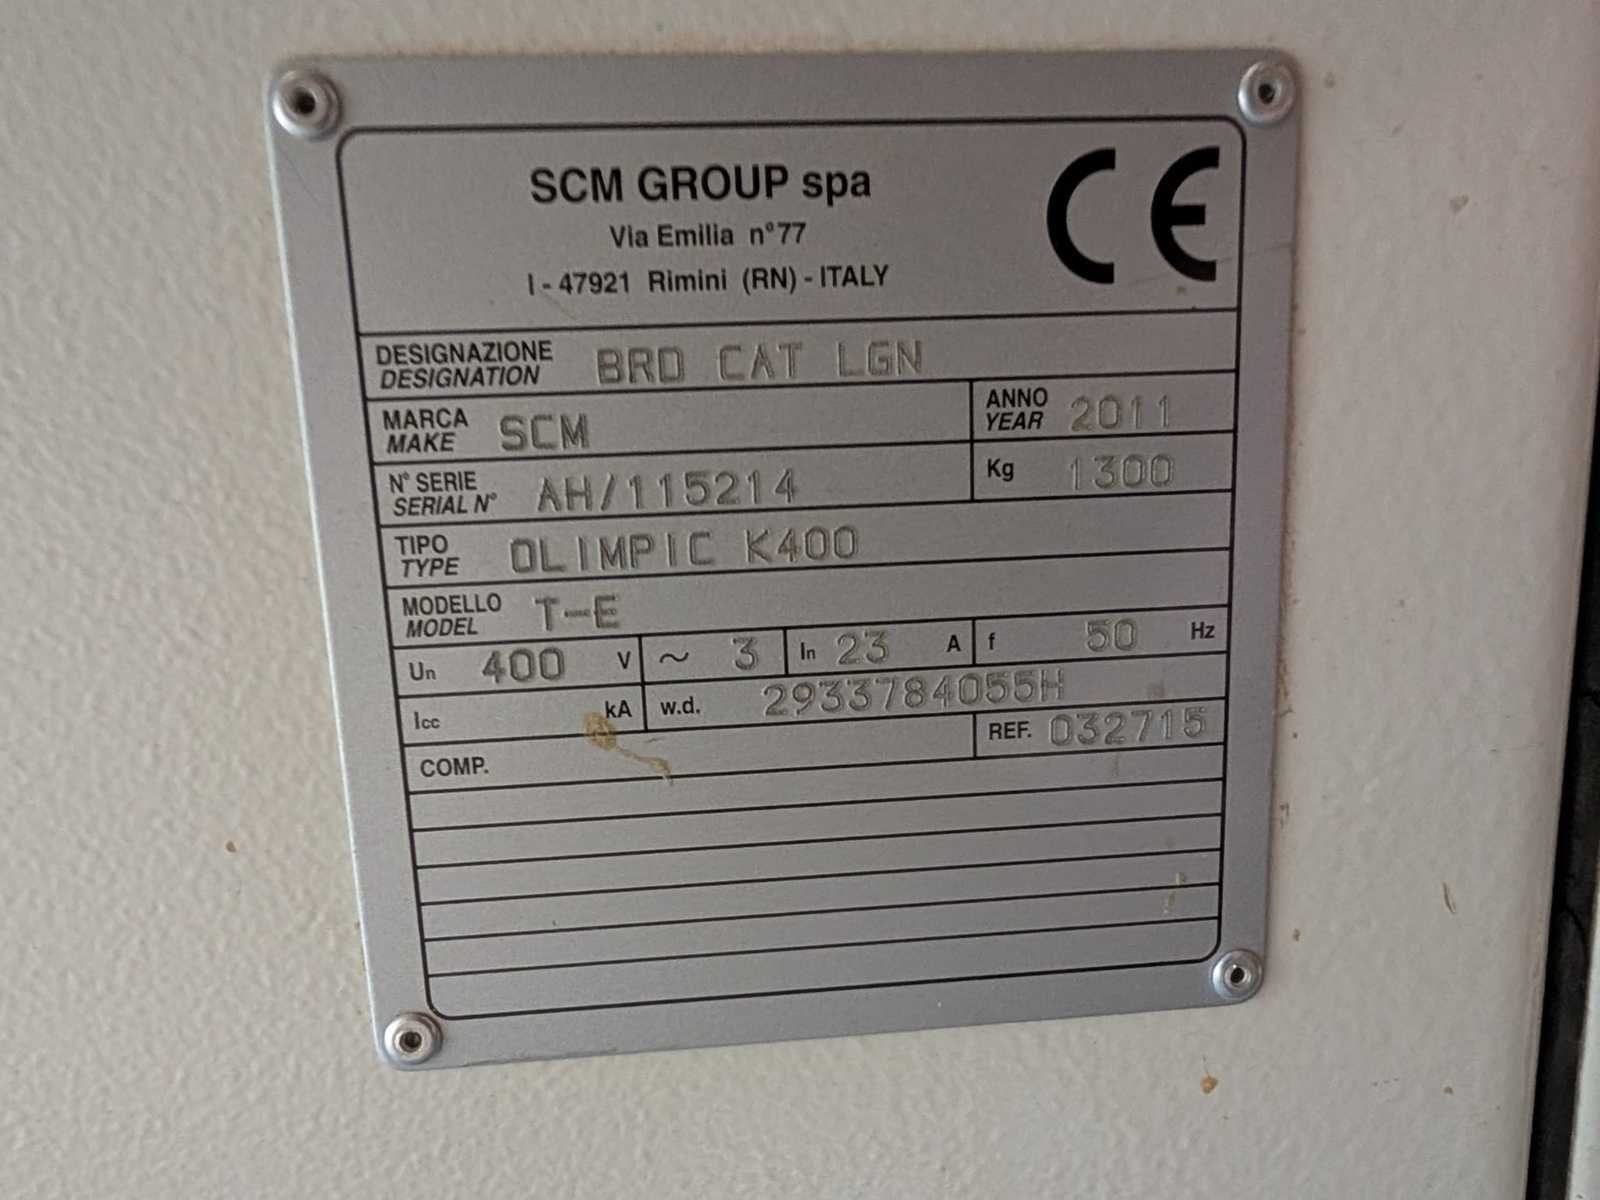 SCM GROUP spa
Via Emilia n°77
I - 47921 Rimini (RN) - ITALY
CE
DESIGNAZIONE
DESIGNATION BRD CAT LGN
MARCA
MAKE SCM
ANNO
YEAR 2011
N° SERIE
SERIAL N° AH/115214
Kg 1300
TIPO
TYPE OLIMPIC K400
MODELLO
MODEL T-E
Un 400 V ~ 3 In 23 A f 50 Hz
Icc kA w.d. 2933784055H
COMP. REF. 032715